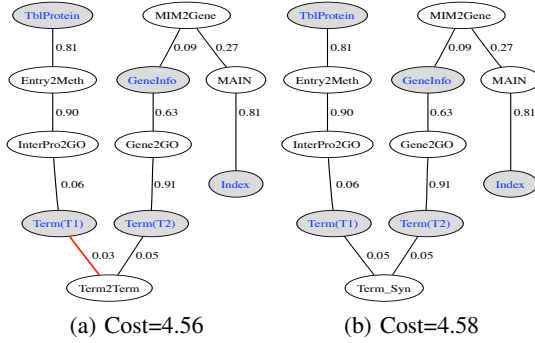 TblProtein
MIM2Gene
0.81
0.09
0.27
Entry2Meth
GeneInfo
MAIN
0.90
0.63
0.81
InterPro2GO
Gene2GO
0.06
0.91
Index
Term(T1)
Term(T2)
0.03
0.05
Term2Term
(a) Cost=4.56
TblProtein
MIM2Gene
0.81
0.09
0.27
Entry2Meth
GeneInfo
MAIN
0.90
0.63
0.81
InterPro2GO
Gene2GO
0.06
0.91
Index
Term(T1)
Term(T2)
0.05
0.05
Term_Syn
(b) Cost=4.58